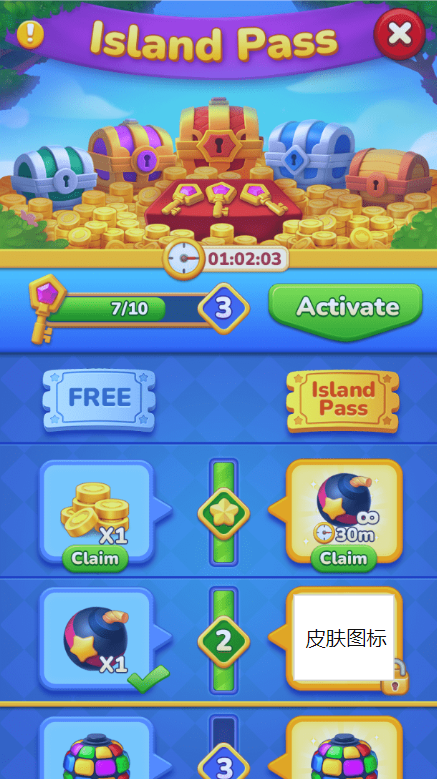 !
Island Pass
01:02:03
7/10
3
Activate
FREE
Island
Pass
X1
Claim
∞
30m
Claim
X1
2
皮肤图标
3